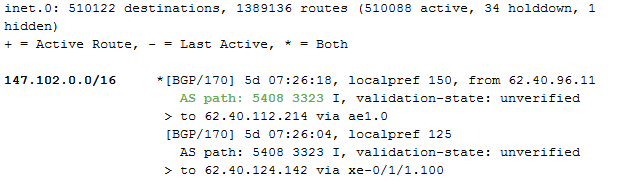 inet.0: 510122 destinations, 1389136 routes (510088 active, 34 holddown, 1
hidden)
+ = Active Route, - = Last Active, * = Both
147.102.0.0/16 *[BGP/170] 5d 07:26:18, localpref 150, from 62.40.96.11
AS path: 5408 3323 I, validation-state: unverified
> to 62.40.112.214 via ae1.0
[BGP/170] 5d 07:26:04, localpref 125
AS path: 5408 3323 I, validation-state: unverified
> to 62.40.124.142 via xe-0/1/1.100